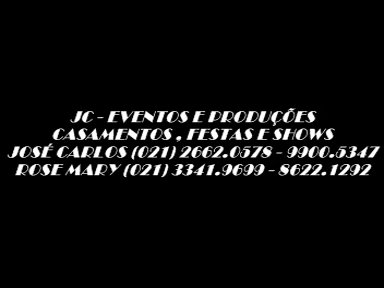 JC - EVENTOS E PRODUÇÕES
CASAMENTOS , FESTAS E SHOWS
JOSÉ CARLOS (021) 2662.0578 - 9900.5347
ROSE MARY (021) 3341.9699 - 8622.1292